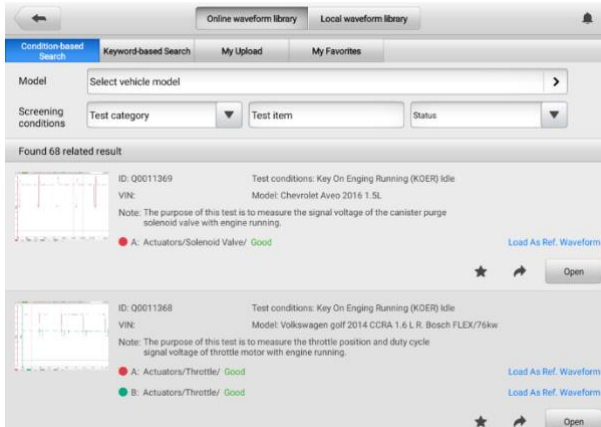 Online waveform library Local waveform library
Condition-based Search Keyword-based Search My Upload My Favorites
Model Select vehicle model
Screening conditions Test category Test item Status
Found 68 related result
ID: Q0011369 Test conditions: Key On Enging Running (KOER) Idle
VIN: Model: Chevrolet Aveo 2016 1.5L
Note: The purpose of this test is to measure the signal voltage of the canister purge
solenoid valve with engine running.
A: Actuators/Solenoid Valve/ Good Load As Ref. Waveform
Open
ID: Q0011368 Test conditions: Key On Enging Running (KOER) Idle
VIN: Model: Volkswagen golf 2014 CCRA 1.6 L R. Bosch FLEX/76kw
Note: The purpose of this test is to measure the throttle position and duty cycle
signal voltage of throttle motor with engine running.
A: Actuators/Throttle/ Good Load As Ref. Waveform
B: Actuators/Throttle/ Good Load As Ref. Waveform
Open